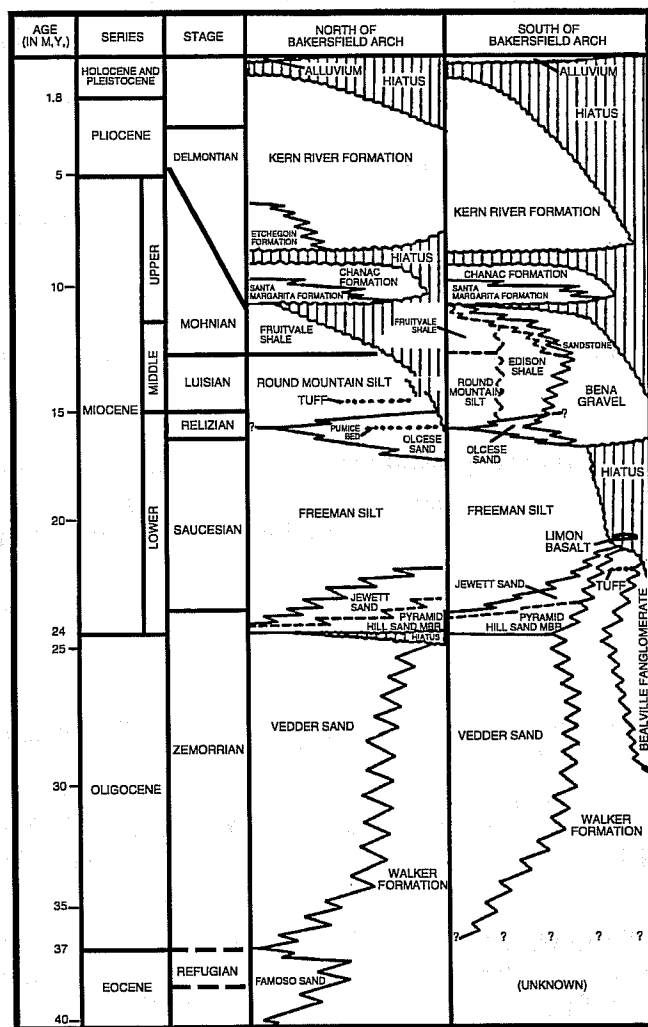 AGE
(IN M,Y,)
SERIES
STAGE
NORTH OF
BAKERSFIELD ARCH
SOUTH OF
BAKERSFIELD ARCH
HOLOCENE AND
PLEISTOCENE
1.8
PLIOCENE
5
UPPER
10
MIDDLE
MIOCENE
15
LOWER
20
24
25
OLIGOCENE
30
35
37
EOCENE
40
DELMONTIAN
MOHNIAN
LUISIAN
RELIZIAN
SAUCESIAN
ZEMORRIAN
REFUGIAN
ALLUVIUM
HIATUS
KERN RIVER FORMATION
ETCHEGOIN
FORMATION
HIATUS
CHANAC
FORMATION
SANTA
MARGARITA FORMATION
FRUITVALE
SHALE
ROUND MOUNTAIN SILT
TUFF
?
PUMICE
BED
OLCESE
SAND
FREEMAN SILT
JEWETT
SAND
PYRAMID
HILL SAND MBR
HIATUS
VEDDER SAND
WALKER
FORMATION
FAMOSO SAND
ALLUVIUM
HIATUS
KERN RIVER FORMATION
HIATUS
CHANAC FORMATION
SANTA
MARGARITA FORMATION
FRUITVALE
SHALE
SANDSTONE
EDISON
SHALE
ROUND
MOUNTAIN
SILT
BENA
GRAVEL
?
?
OLCESE
SAND
HIATUS
FREEMAN SILT
LIMON
BASALT
JEWETT SAND
TUFF
PYRAMID
HILL SAND MBR
BEALVILLE FANGLOMERATE
VEDDER SAND
WALKER
FORMATION
? ? ? ? ?
(UNKNOWN)